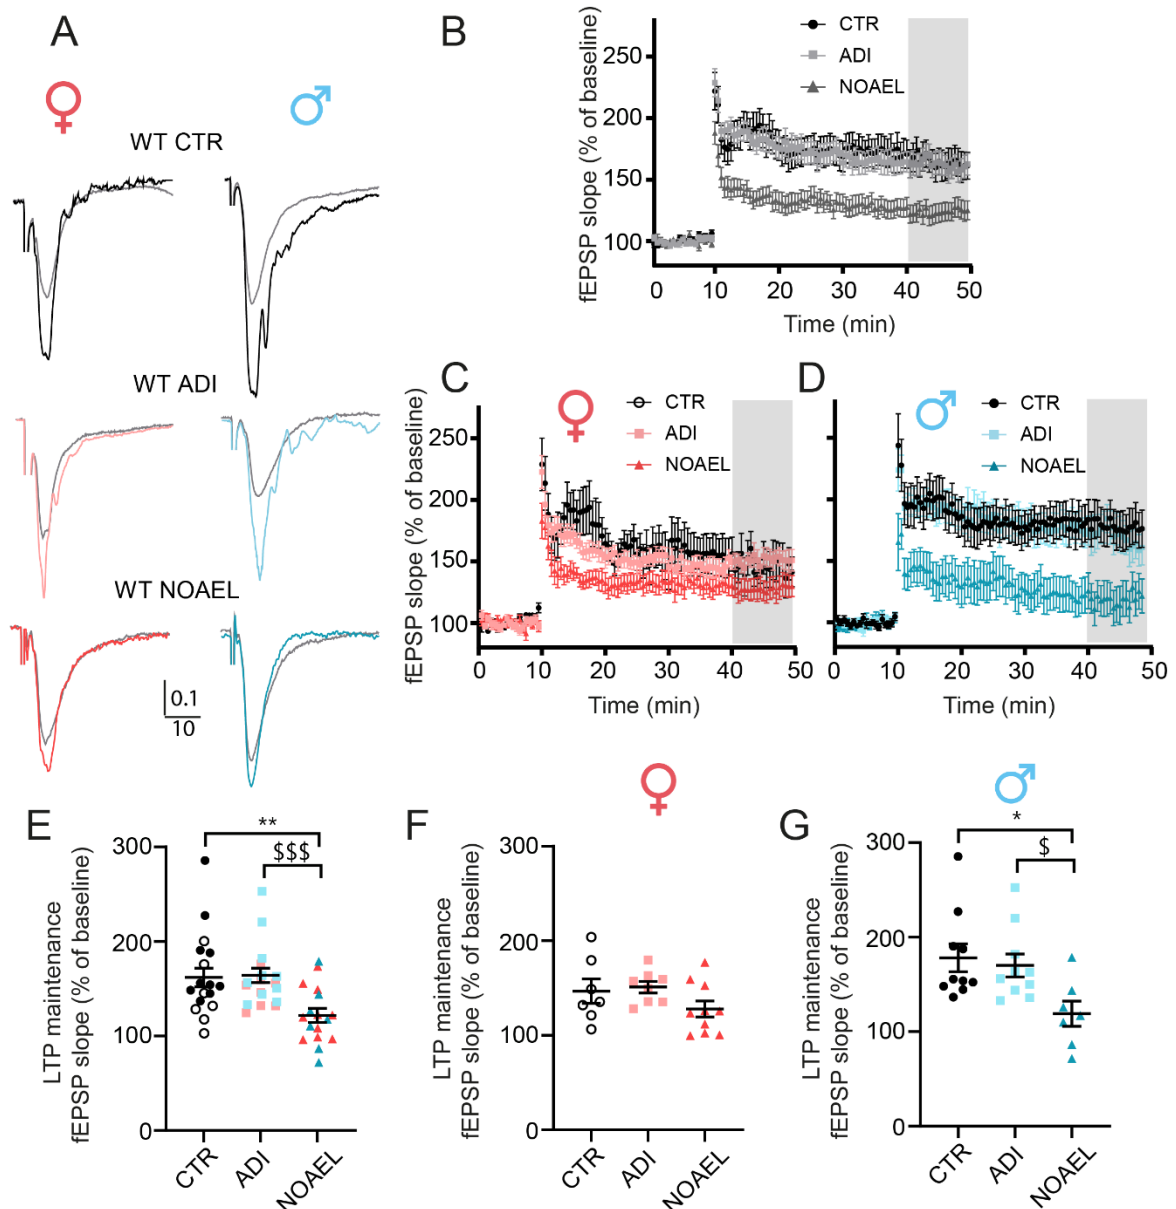 A
♀
♂
WT CTR
WT ADI
WT NOAEL
0.1
10
B
fEPSP slope (% of baseline)
250
200
150
100
0
10
20
30
40
50
Time (min)
CTR
ADI
NOAEL
C
♀
fEPSP slope (% of baseline)
250
200
150
100
0
10
20
30
40
50
Time (min)
CTR
ADI
NOAEL
D
♂
0
10
20
30
40
50
Time (min)
CTR
ADI
NOAEL
E
LTP maintenance
fEPSP slope (% of baseline)
300
200
100
0
**
$$$
CTR
ADI
NOAEL
F
♀
LTP maintenance
fEPSP slope (% of baseline)
300
200
100
0
CTR
ADI
NOAEL
G
♂
LTP maintenance
fEPSP slope (% of baseline)
300
200
100
0
*
$
CTR
ADI
NOAEL